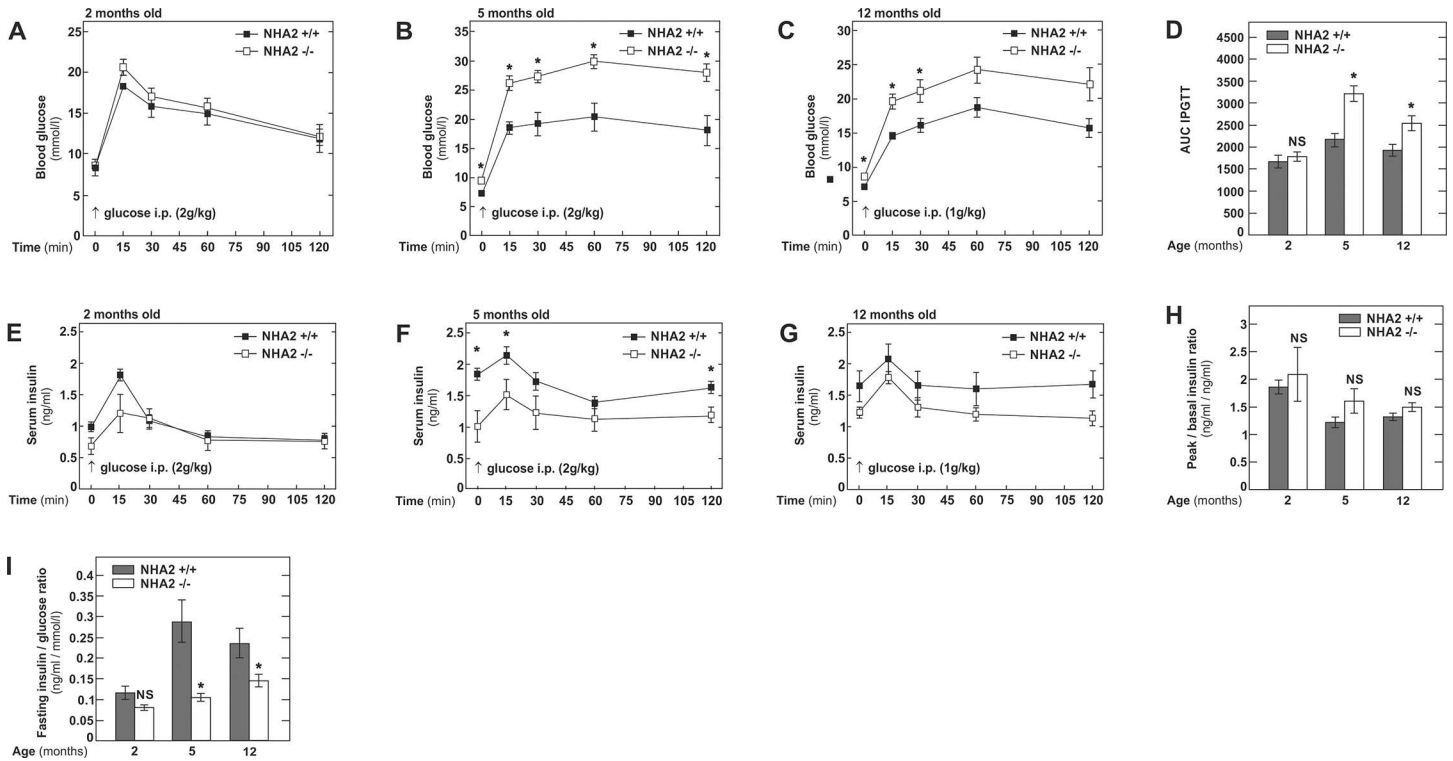 A
2 months old
NHA2 +/+
NHA2 -/-
Blood glucose
(mmol/l)
25
20
15
10
5
0
↑ glucose i.p. (2g/kg)
Time (min)
0 15 30 45 60 75 90 105 120
B
5 months old
NHA2 +/+
NHA2 -/-
Blood glucose
(mmol/l)
35
30
25
20
15
10
5
0
* * * * *
↑ glucose i.p. (2g/kg)
Time (min)
0 15 30 45 60 75 90 105 120
C
12 months old
NHA2 +/+
NHA2 -/-
Blood glucose
(mmol/l)
30
25
20
15
10
5
0
* * *
↑ glucose i.p. (1g/kg)
Time (min)
0 15 30 45 60 75 90 105 120
D
NHA2 +/+
NHA2 -/-
AUC IPGTT
4500
4000
3500
3000
2500
2000
1500
1000
500
NS * *
2 5 12
Age (months)
E
2 months old
NHA2 +/+
NHA2 -/-
Serum insulin
(ng/ml)
2.5
2
1.5
1
0.5
0
↑ glucose i.p. (2g/kg)
Time (min)
0 15 30 45 60 75 90 105 120
F
5 months old
NHA2 +/+
NHA2 -/-
Serum insulin
(ng/ml)
2.5
2
1.5
1
0.5
0
* * *
↑ glucose i.p. (2g/kg)
Time (min)
0 15 30 45 60 75 90 105 120
G
12 months old
NHA2 +/+
NHA2 -/-
Serum insulin
(ng/ml)
2.5
2
1.5
1
0.5
0
↑ glucose i.p. (1g/kg)
Time (min)
0 15 30 45 60 75 90 105 120
H
NHA2 +/+
NHA2 -/-
Peak / basal insulin ratio
(ng/ml / ng/ml)
3
2.5
2
1.5
1
0.5
0
NS NS NS
2 5 12
Age (months)
I
NHA2 +/+
NHA2 -/-
Fasting insulin / glucose ratio
(ng/ml / mmol/l)
0.4
0.35
0.3
0.25
0.2
0.15
0.1
0.05
0
NS * *
2 5 12
Age (months)